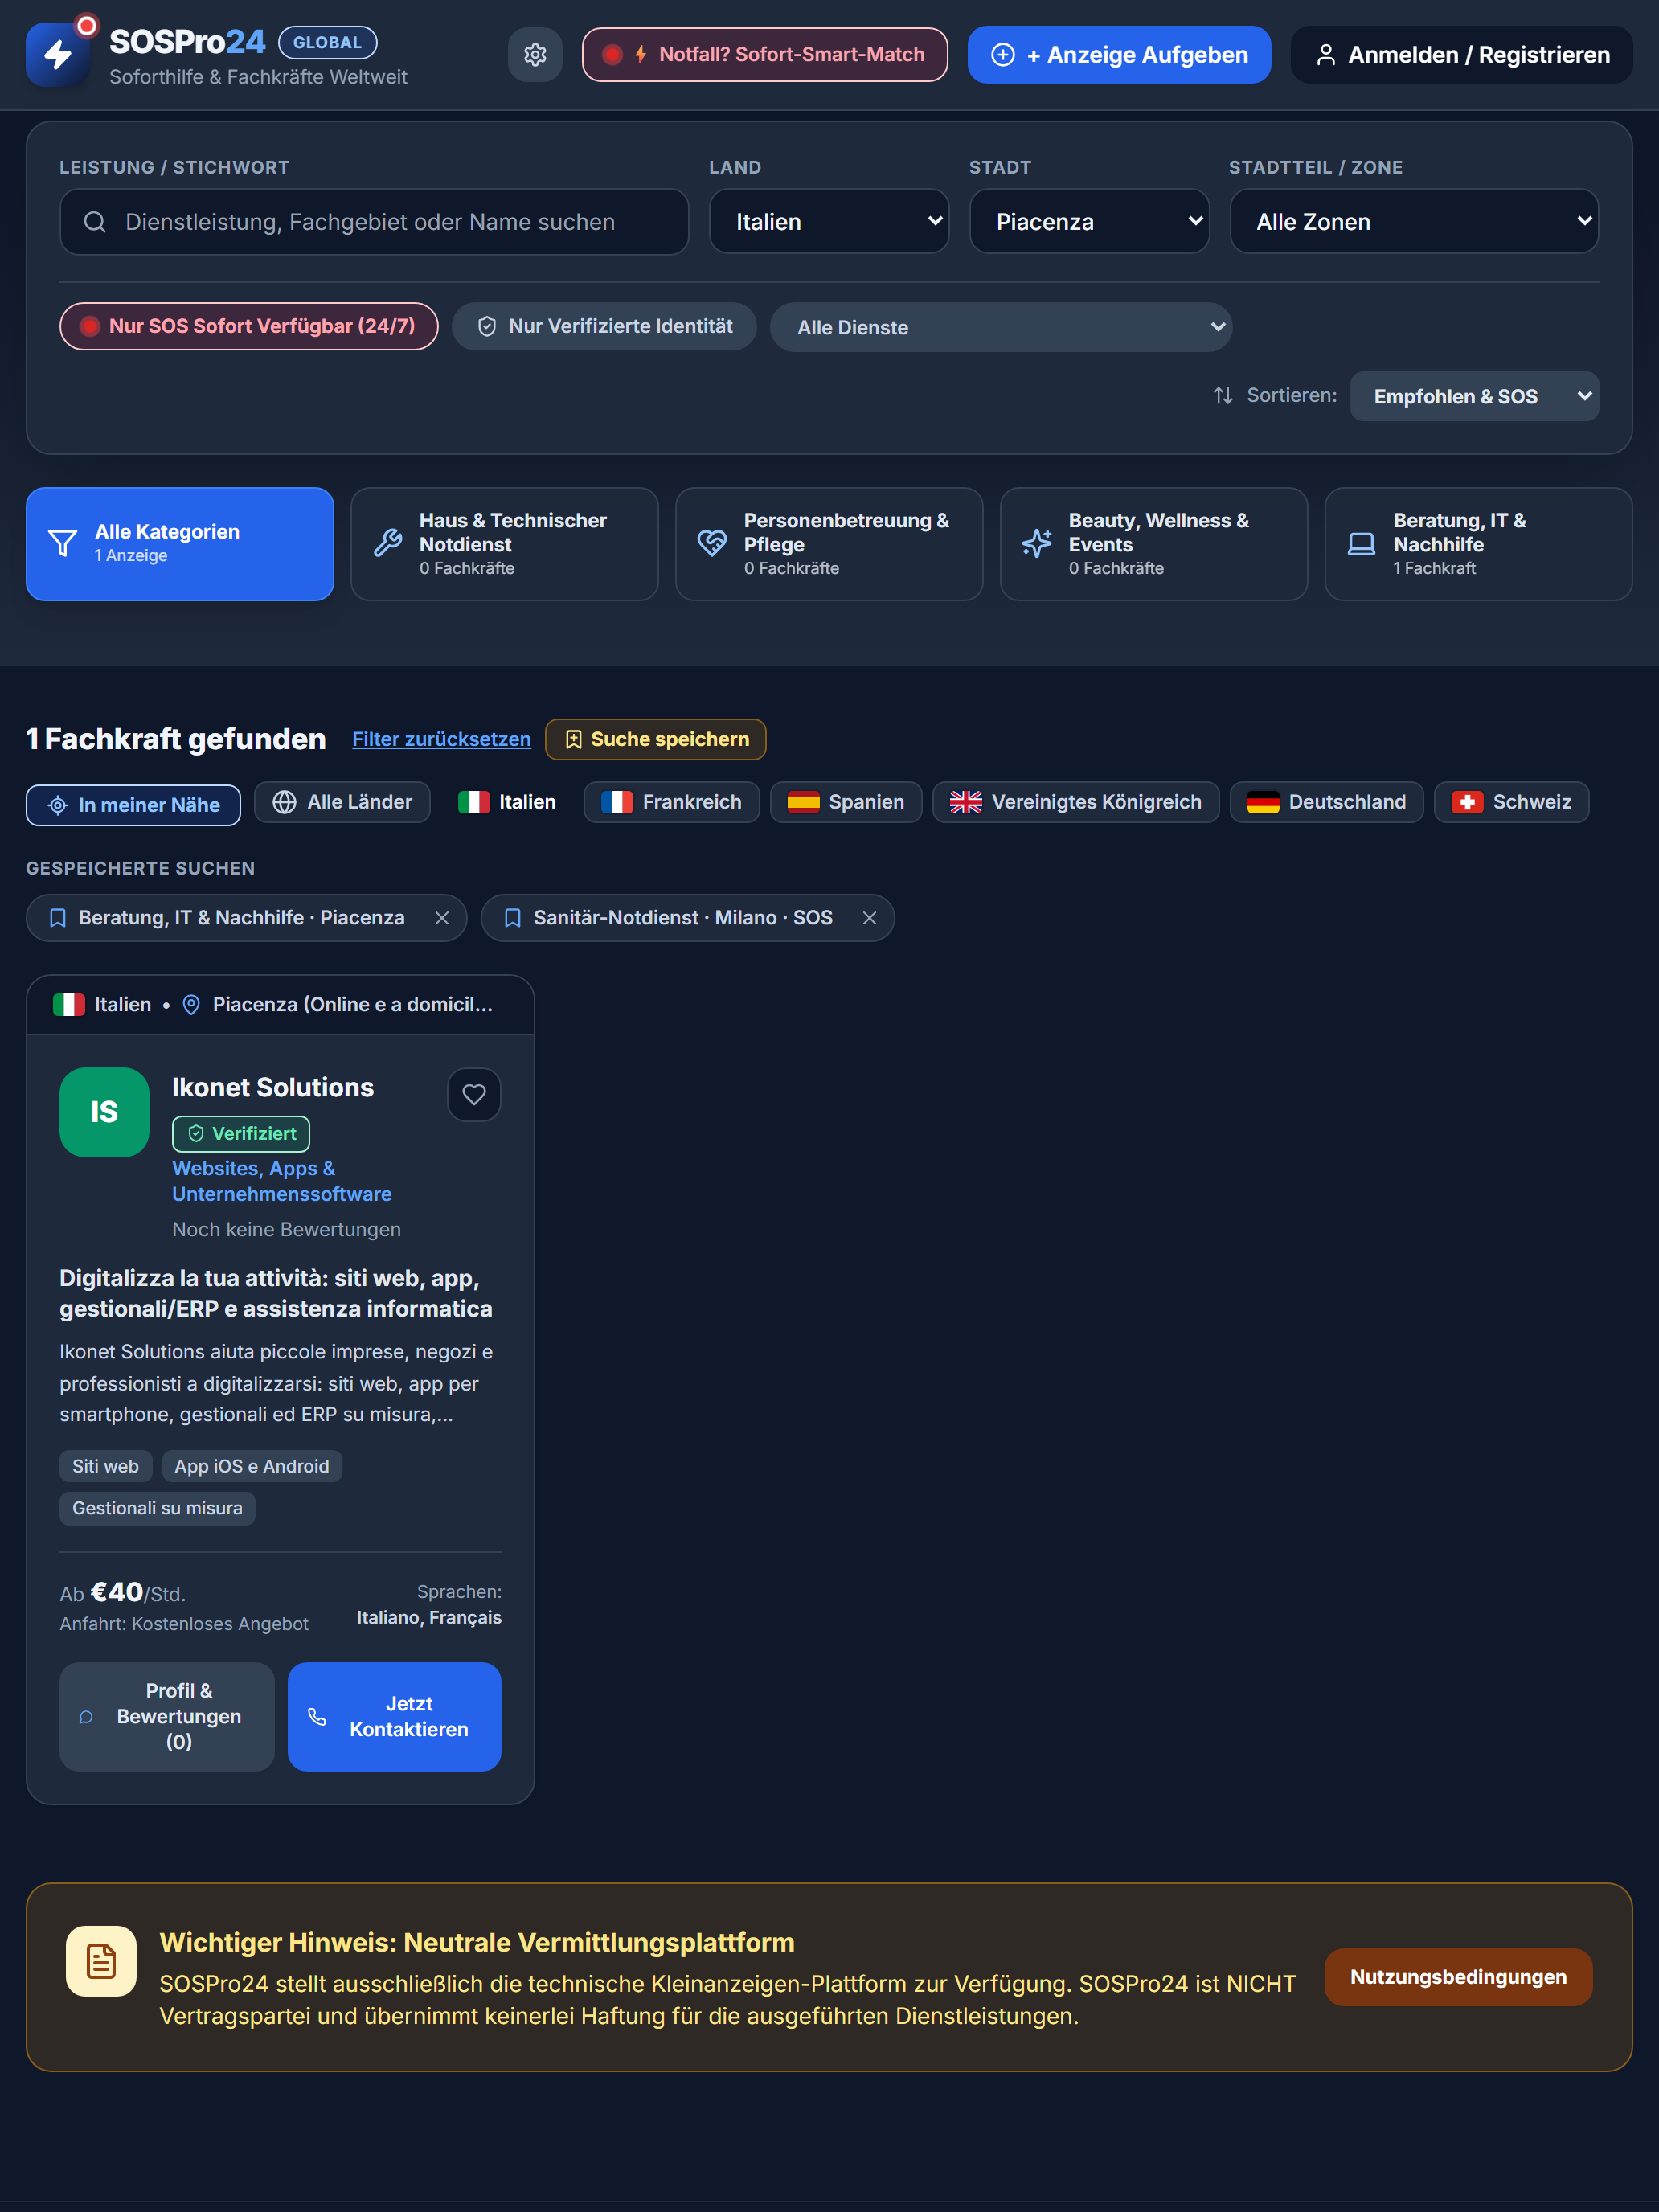 SOSPro24 GLOBAL
Soforthilfe & Fachkräfte Weltweit
Notfall? Sofort-Smart-Match
+ Anzeige Aufgeben
Anmelden / Registrieren
LEISTUNG / STICHWORT
LAND
STADT
STADTTEIL / ZONE
Dienstleistung, Fachgebiet oder Name suchen
Italien
Piacenza
Alle Zonen
Nur SOS Sofort Verfügbar (24/7)
Nur Verifizierte Identität
Alle Dienste
Sortieren:
Empfohlen & SOS
Alle Kategorien
1 Anzeige
Haus & Technischer
Notdienst
0 Fachkräfte
Personenbetreuung &
Pflege
0 Fachkräfte
Beauty, Wellness &
Events
0 Fachkräfte
Beratung, IT &
Nachhilfe
1 Fachkraft
1 Fachkraft gefunden
Filter zurücksetzen
Suche speichern
In meiner Nähe
Alle Länder
Italien
Frankreich
Spanien
Vereinigtes Königreich
Deutschland
Schweiz
GESPEICHERTE SUCHEN
Beratung, IT & Nachhilfe · Piacenza
Sanitär-Notdienst · Milano · SOS
Italien • Piacenza (Online e a domicil...
IS
Ikonet Solutions
Verifiziert
Websites, Apps &
Unternehmenssoftware
Noch keine Bewertungen
Digitalizza la tua attività: siti web, app,
gestionali/ERP e assistenza informatica
Ikonet Solutions aiuta piccole imprese, negozi e
professionisti a digitalizzarsi: siti web, app per
smartphone, gestionali ed ERP su misura,...
Siti web
App iOS e Android
Gestionali su misura
Ab €40/Std.
Anfahrt: Kostenloses Angebot
Sprachen:
Italiano, Français
Profil &
Bewertungen
(0)
Jetzt
Kontaktieren
Wichtiger Hinweis: Neutrale Vermittlungsplattform
SOSPro24 stellt ausschließlich die technische Kleinanzeigen-Plattform zur Verfügung. SOSPro24 ist NICHT
Vertragspartei und übernimmt keinerlei Haftung für die ausgeführten Dienstleistungen.
Nutzungsbedingungen